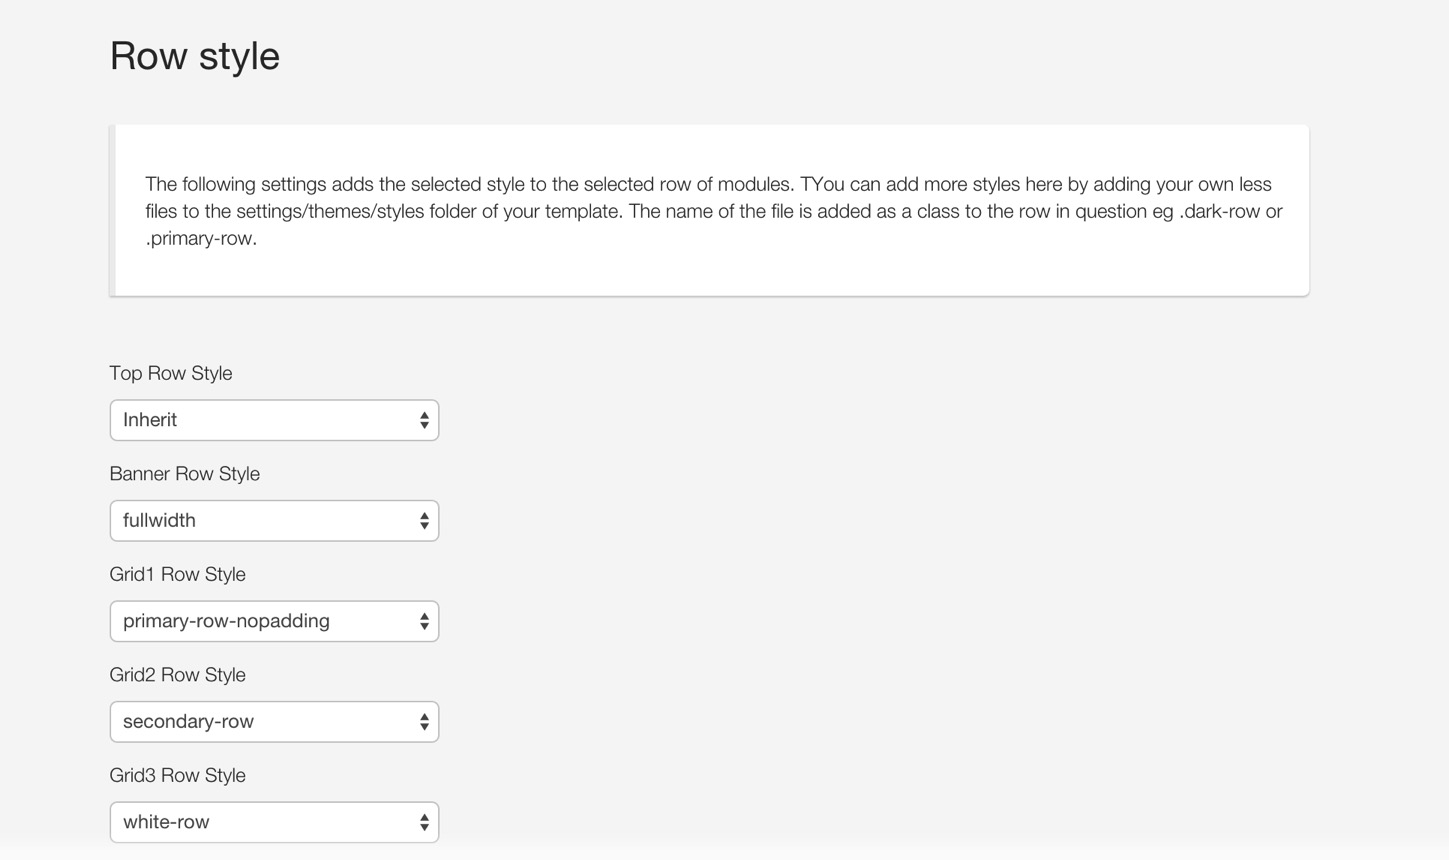 Row style
The following settings adds the selected style to the selected row of modules. TYou can add more styles here by adding your own less
files to the settings/themes/styles folder of your template. The name of the file is added as a class to the row in question eg .dark-row or
.primary-row.
Top Row Style
Inherit
Banner Row Style
fullwidth
Grid1 Row Style
primary-row-nopadding
Grid2 Row Style
secondary-row
Grid3 Row Style
white-row